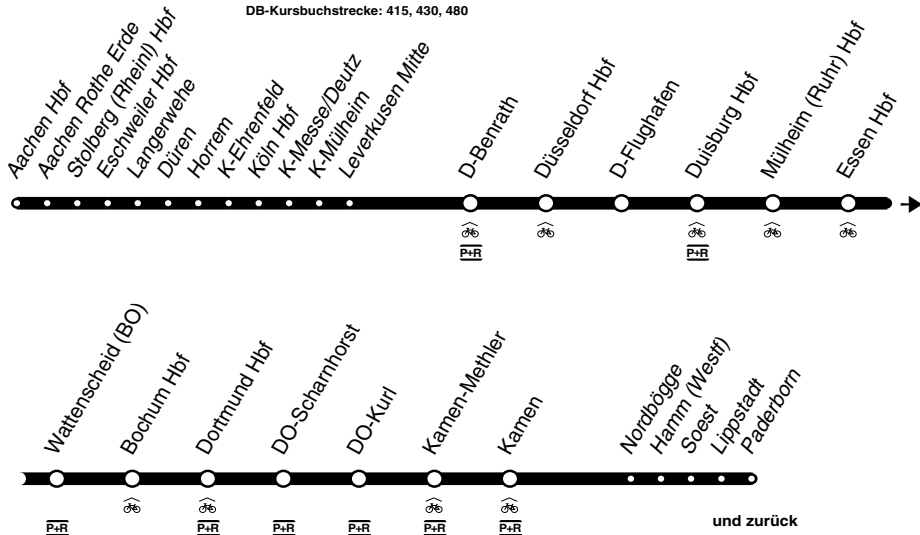 DB-Kursbuchstrecke: 415, 430, 480
Aachen Hbf
Aachen Rothe Erde
Stolberg (Rheinl) Hbf
Eschweiler Hbf
Langerwehe
Düren
Horrem
K-Ehrenfeld
Köln Hbf
K-Messe/Deutz
K-Mülheim
Leverkusen Mitte
D-Benrath
Düsseldorf Hbf
D-Flughafen
Duisburg Hbf
Mülheim (Ruhr) Hbf
Essen Hbf
P+R
P+R
Wattenscheid (BO)
Bochum Hbf
Dortmund Hbf
DO-Scharnhorst
DO-Kurl
Kamen-Methler
Kamen
Nordbögge
Hamm (Westf)
Soest
Lippstadt
Paderborn
P+R
P+R
P+R
P+R
P+R
P+R
und zurück